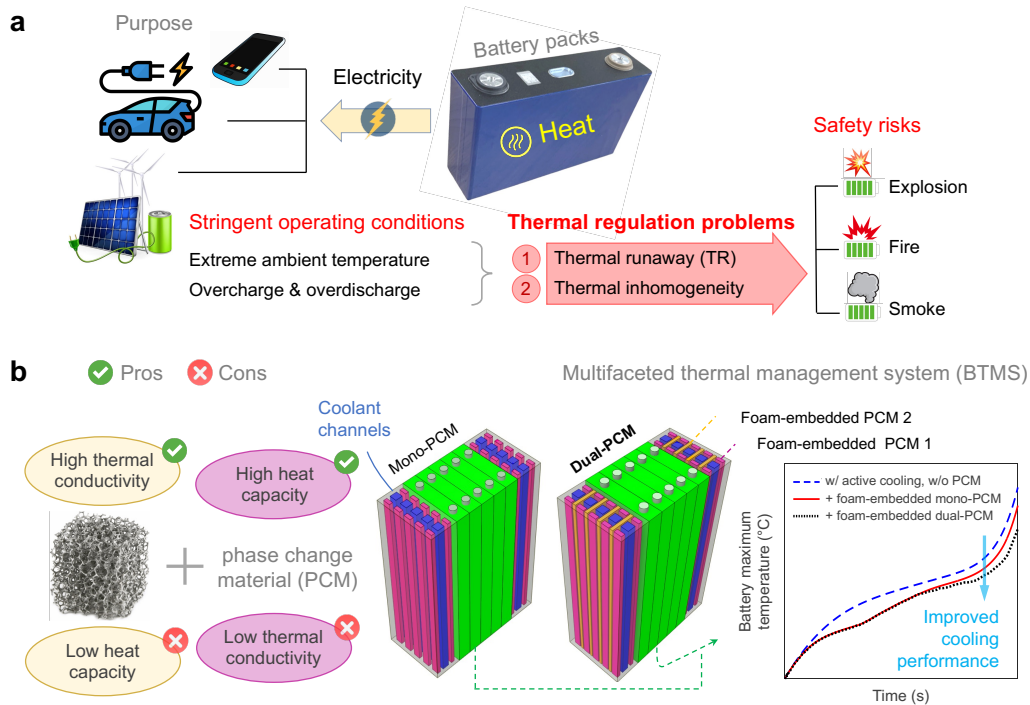 a
Purpose
Battery packs
Electricity
Heat
Safety risks
Explosion
Fire
Smoke
Stringent operating conditions
Extreme ambient temperature
Overcharge & overdischarge
Thermal regulation problems
1 Thermal runaway (TR)
2 Thermal inhomogeneity
b
Pros
Cons
Multifaceted thermal management system (BTMS)
High thermal
conductivity
High heat
capacity
+
phase change
material (PCM)
Low heat
capacity
Low thermal
conductivity
Coolant
channels
Mono-PCM
Dual-PCM
Foam-embedded PCM 2
Foam-embedded PCM 1
w/ active cooling, w/o PCM
+ foam-embedded mono-PCM
+ foam-embedded dual-PCM
Battery maximum
temperature (°C)
Improved
cooling
performance
Time (s)